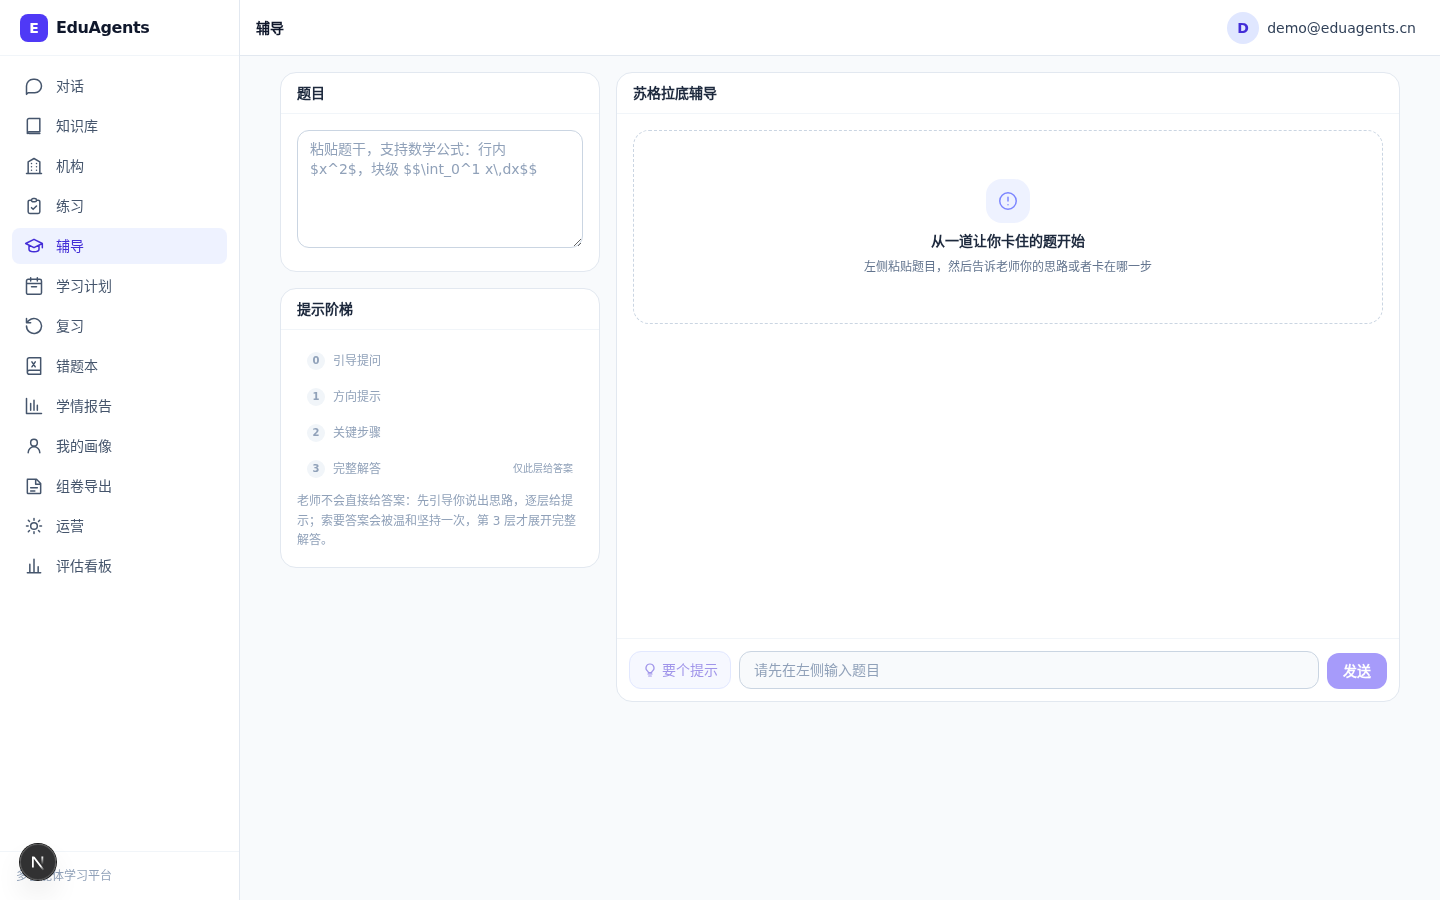 E EduAgents
对话
知识库
机构
练习
辅导
学习计划
复习
错题本
学情报告
我的画像
组卷导出
运营
评估看板
N
体学习平台
辅导
D demo@eduagents.cn
题目
粘贴题干，支持数学公式：行内
$x^2$，块级 $$\int_0^1 x\,dx$$
提示阶梯
0 引导提问
1 方向提示
2 关键步骤
3 完整解答 仅此层给答案
老师不会直接给答案：先引导你说出思路，逐层给提
示；索要答案会被温和坚持一次，第 3 层才展开完整
解答。
苏格拉底辅导
从一道让你卡住的题开始
左侧粘贴题目，然后告诉老师你的思路或者卡在哪一步
要个提示
请先在左侧输入题目
发送